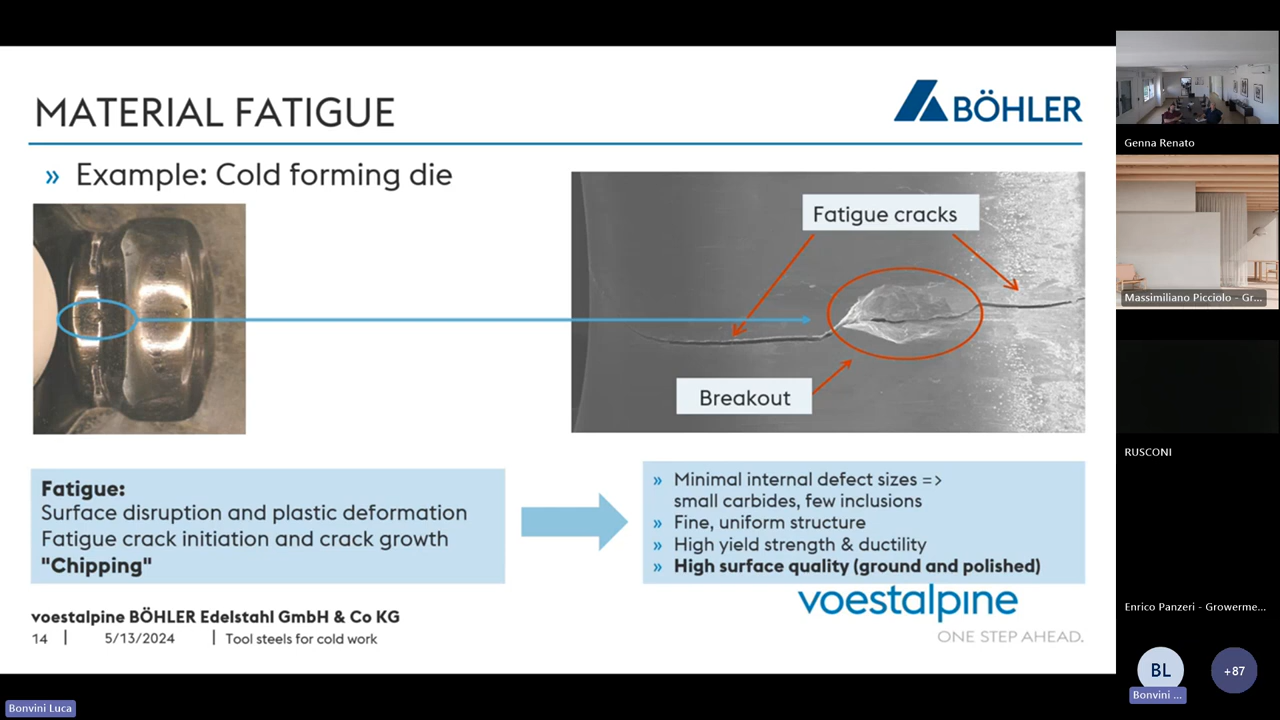 MATERIAL FATIGUE
BÖHLER
» Example: Cold forming die
Fatigue cracks
Breakout
Fatigue:
Surface disruption and plastic deformation
Fatigue crack initiation and crack growth
"Chipping"
» Minimal internal defect sizes =>
small carbides, few inclusions
» Fine, uniform structure
» High yield strength & ductility
» High surface quality (ground and polished)
voestalpine BÖHLER Edelstahl GmbH & Co KG
14 | 5/13/2024 | Tool steels for cold work
voestalpine
ONE STEP AHEAD.
Genna Renato
Massimiliano Picciolo - Gr...
RUSCONI
Enrico Panzeri - Growerme...
BL
+87
Bonvini ...
Bonvini Luca